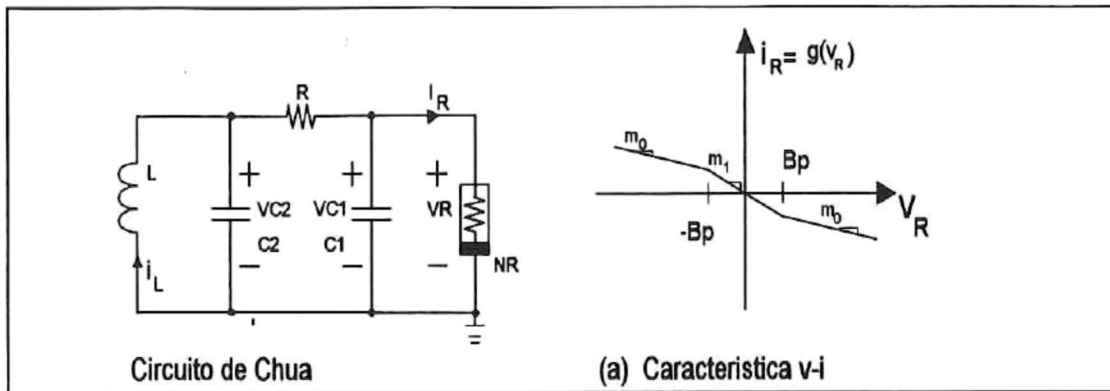 R
I_R
L
+ + +
VC2 VC1 VR
C2 C1
− − −
NR
i_L
Circuito de Chua
i_R= g(v_R)
m_0
m_1
Bp
-Bp
m_0
V_R
(a) Caracteristica v-i